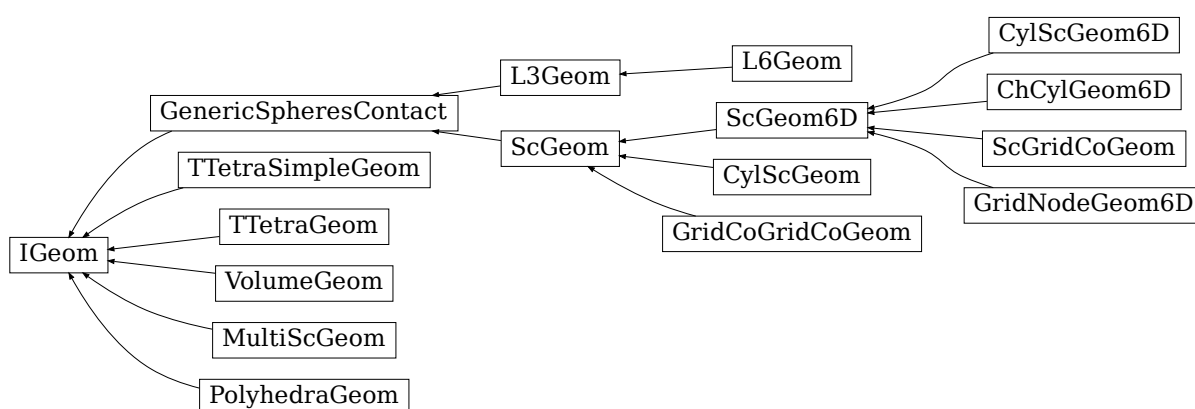 CylScGeom6D
L3Geom
L6Geom
ChCylGeom6D
GenericSpheresContact
ScGeom6D
ScGeom
ScGridCoGeom
TTetraSimpleGeom
CylScGeom
GridNodeGeom6D
TTetraGeom
GridCoGridCoGeom
IGeom
VolumeGeom
MultiScGeom
PolyhedraGeom